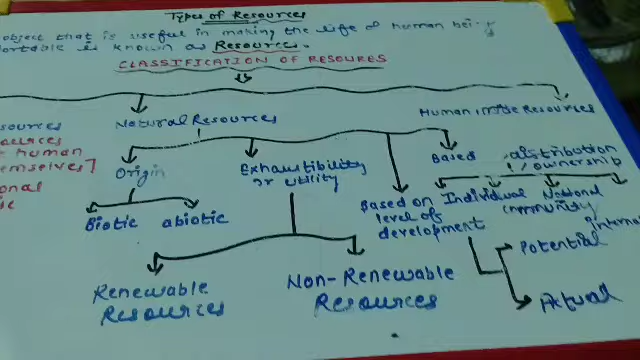 Types of Resources
object that is useful in making the life of human being
ortable is known as Resources.
CLASSIFICATION OF RESOURES
Natural Resources
Human made Resources
sources
human
emselves]
onal
Origin
Exhaustibility
or utility
Based on
level of
development
Based distribution
ownership
Biotic abiotic
Individual
community
National
interna
Renewable
Resources
Non-Renewable
Resources
Potential
Actual